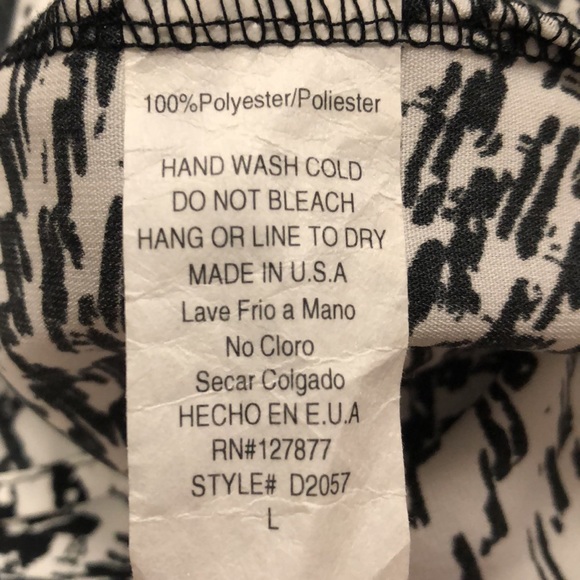 100%Polyester/Poliester
HAND WASH COLD
DO NOT BLEACH
HANG OR LINE TO DRY
MADE IN U.S.A
Lave Frio a Mano
No Cloro
Secar Colgado
HECHO EN E.U.A
RN#127877
STYLE# D2057
L